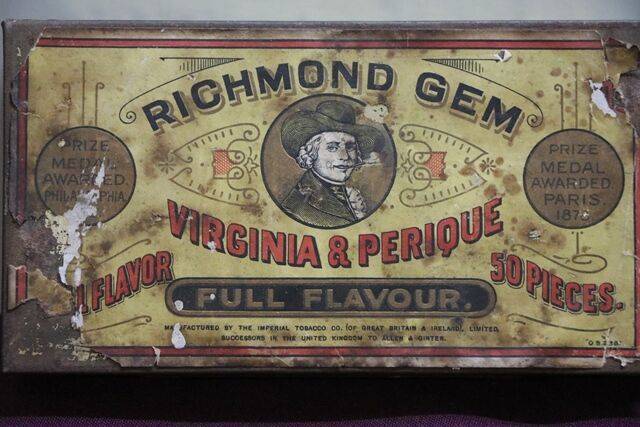 RICHMOND GEM
PRIZE
MEDAL
AWARDED
PHILADELPHIA.
PRIZE
MEDAL
AWARDED
PARIS.
VIRGINIA & PERIQUE
FLAVOR
50 PIECES.
FULL FLAVOUR.
MANUFACTURED BY THE IMPERIAL TOBACCO CO. (OF GREAT BRITAIN & IRELAND), LIMITED,
SUCCESSORS IN THE UNITED KINGDOM TO ALLEN & GINTER.